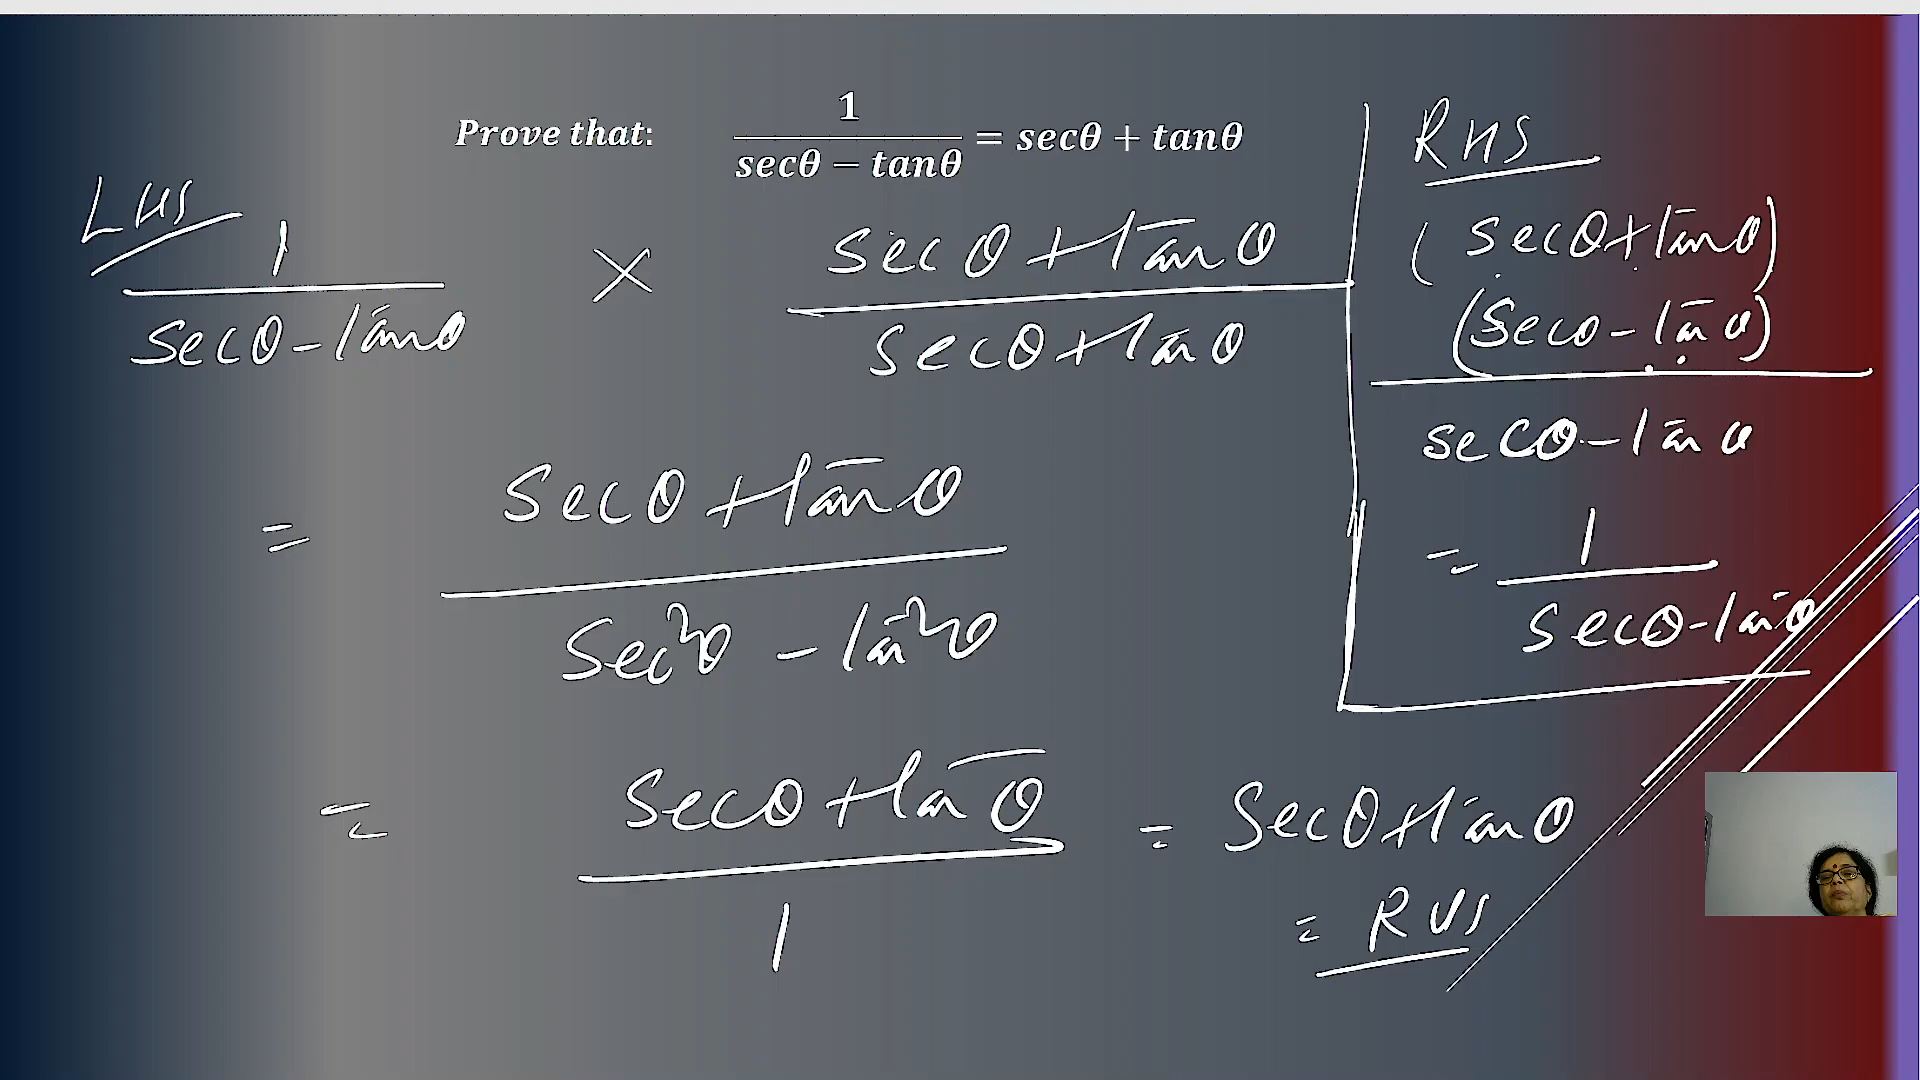 Prove that: 1/(secθ − tanθ) = secθ + tanθ
LHS
1/(secθ - tanθ) × (secθ + tanθ)/(secθ + tanθ)
= (secθ + tanθ)/(sec²θ - tan²θ)
= (secθ + tanθ)/1 = secθ + tanθ
= RHS
RHS
(secθ + tanθ)
(secθ - tanθ)
secθ - tanθ
= 1/(secθ - tanθ)